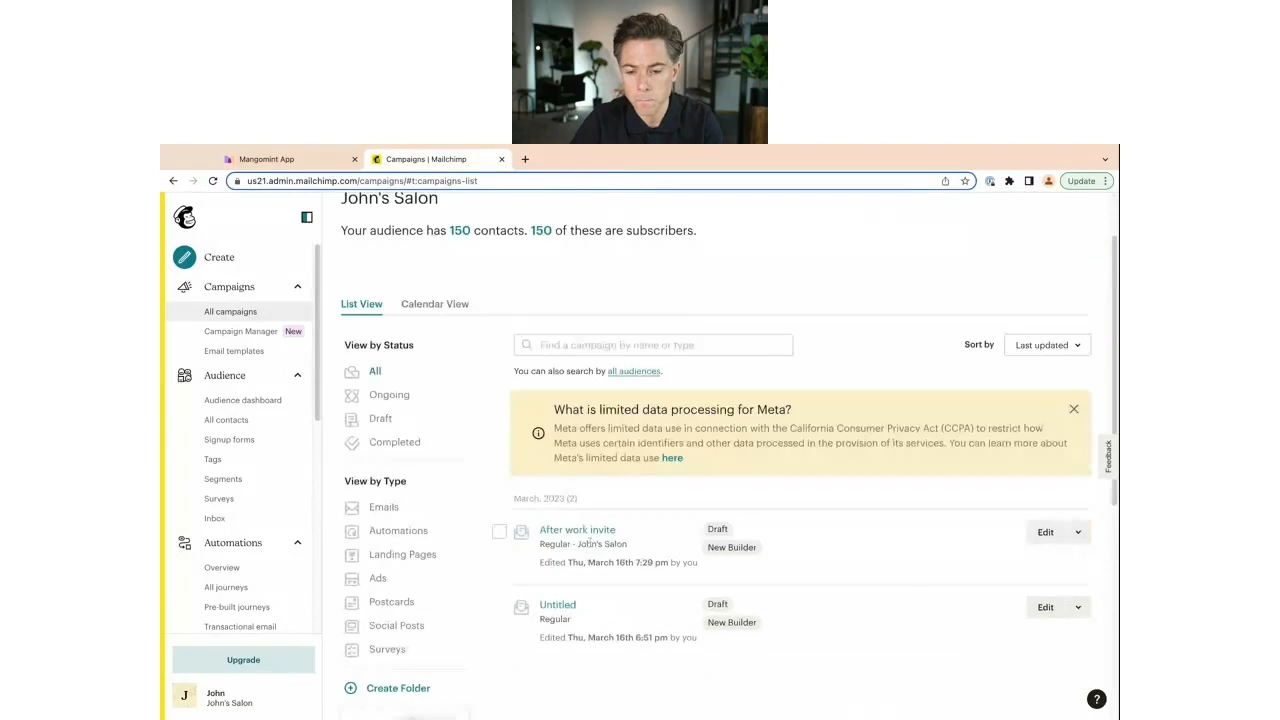 Mangomint App
Campaigns | Mailchimp
us21.admin.mailchimp.com/campaigns/#t:campaigns-list
Update
Create
Campaigns
All campaigns
Campaign Manager New
Email templates
Audience
Audience dashboard
All contacts
Signup forms
Tags
Segments
Surveys
Inbox
Automations
Overview
All journeys
Pre-built journeys
Transactional email
Upgrade
J
John
John's Salon
John's Salon
Your audience has 150 contacts. 150 of these are subscribers.
List View
Calendar View
View by Status
All
Ongoing
Draft
Completed
View by Type
Emails
Automations
Landing Pages
Ads
Postcards
Social Posts
Surveys
Create Folder
Find a campaign by name or type
Sort by
Last updated
You can also search by all audiences.
What is limited data processing for Meta?
Meta offers limited data use in connection with the California Consumer Privacy Act (CCPA) to restrict how
Meta uses certain identifiers and other data processed in the provision of its services. You can learn more about
Meta's limited data use here
March, 2023 (2)
After work invite
Regular - John's Salon
Edited Thu, March 16th 7:29 pm by you
Draft
New Builder
Edit
Untitled
Regular
Edited Thu, March 16th 6:51 pm by you
Draft
New Builder
Edit
Feedback
?